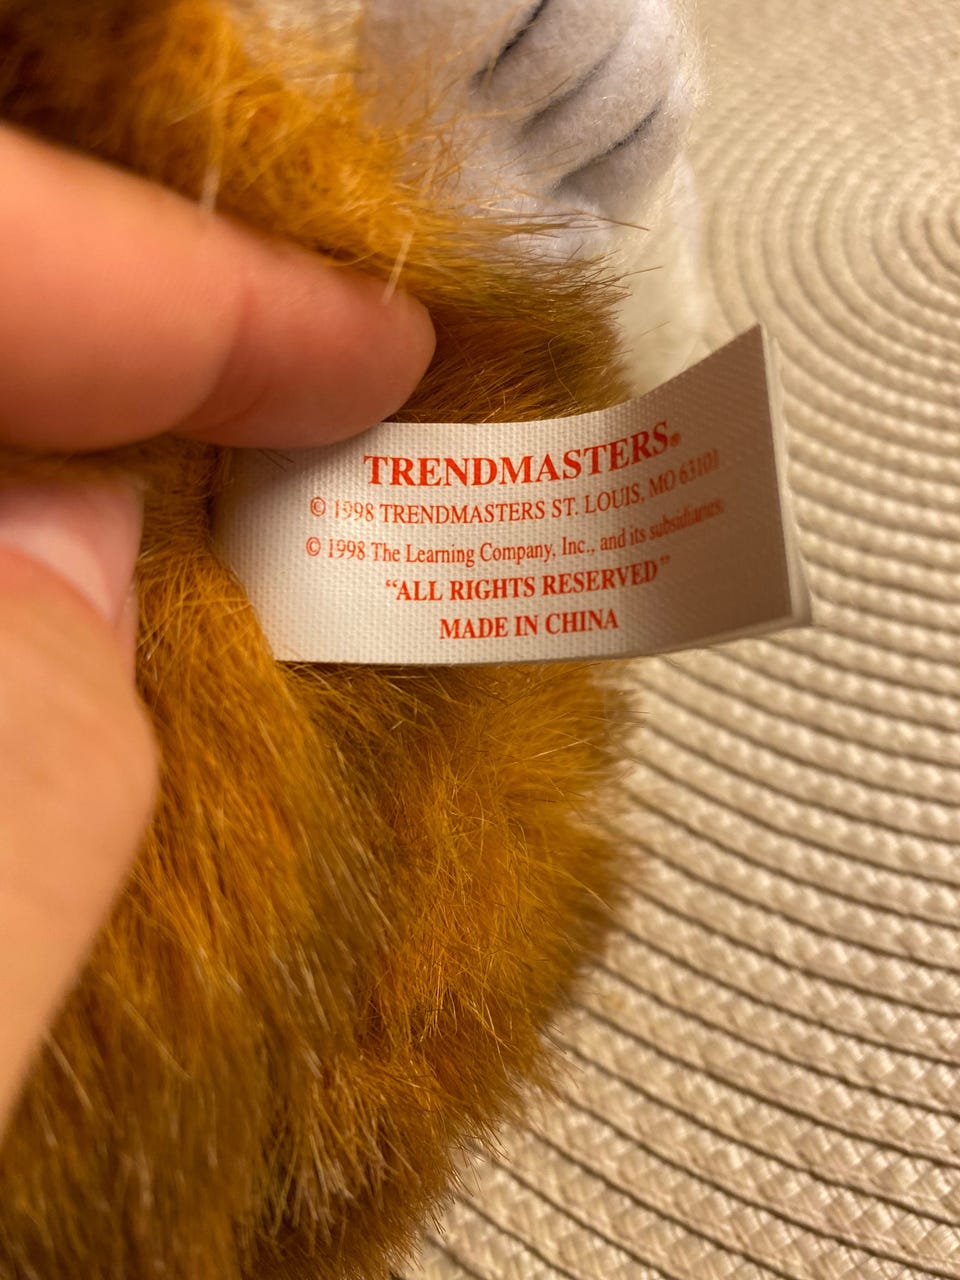 TRENDMASTERS®
© 1998 TRENDMASTERS ST. LOUIS, MO 63101
© 1998 The Learning Company, Inc., and its subsidiaries.
“ALL RIGHTS RESERVED”
MADE IN CHINA